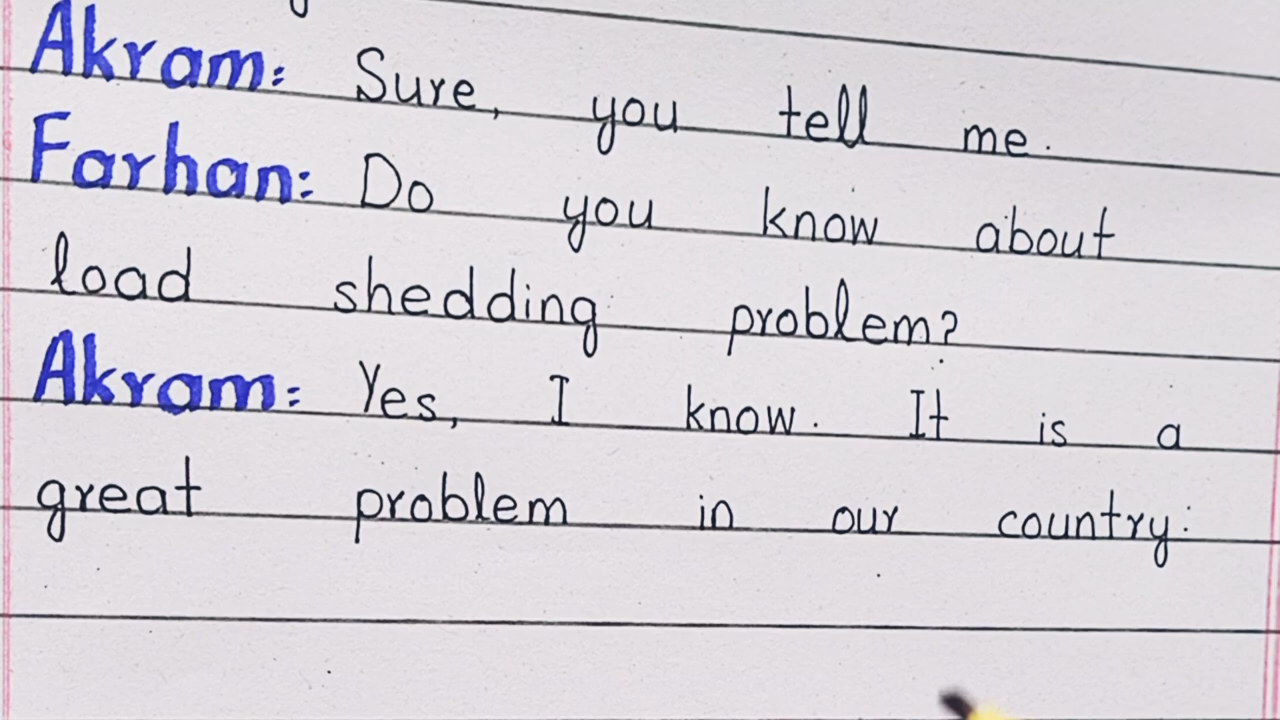 Akram: Sure, you tell me.
Farhan: Do you know about
load shedding problem?
Akram: Yes, I know. It is a
great problem in our country.